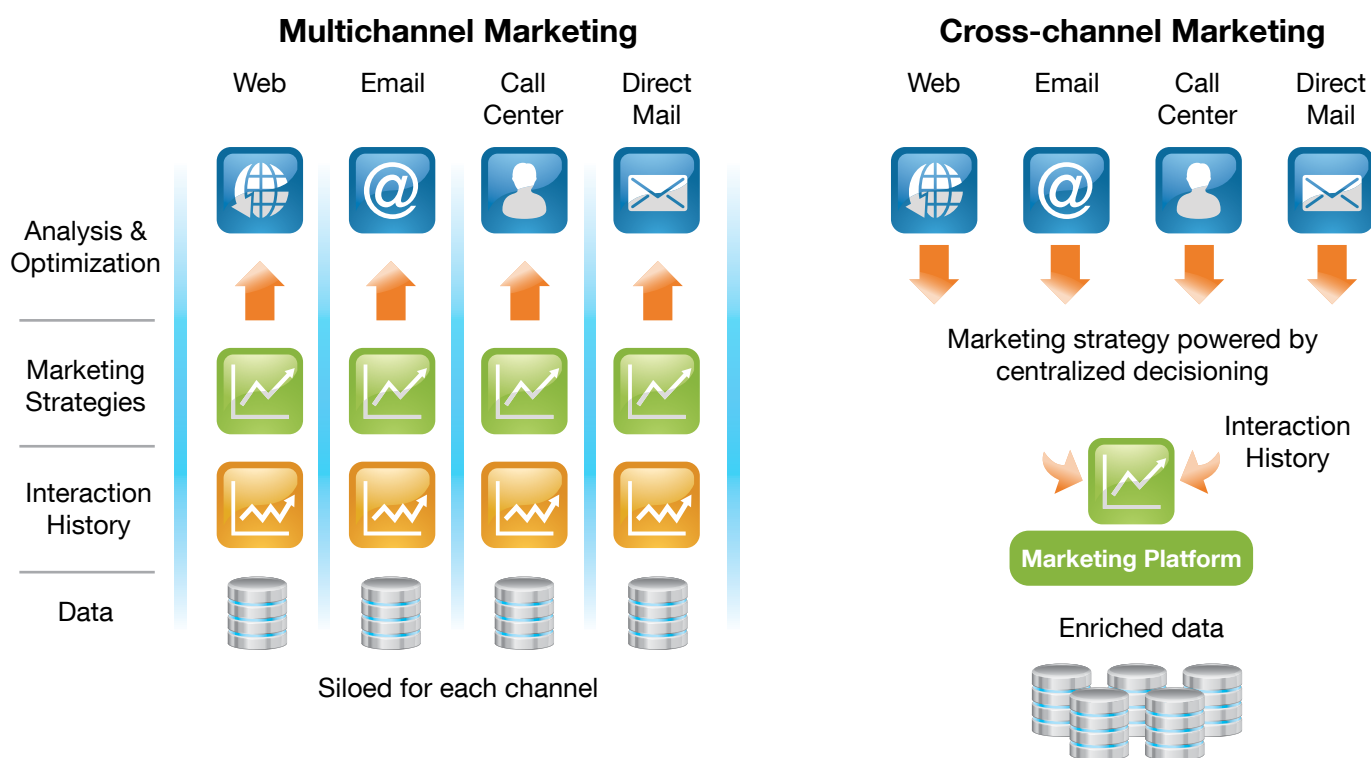 Multichannel Marketing
Web
Email
Call
Center
Direct
Mail
Analysis &
Optimization
Marketing
Strategies
Interaction
History
Data
Siloed for each channel
Cross-channel Marketing
Web
Email
Call
Center
Direct
Mail
Marketing strategy powered by
centralized decisioning
Interaction
History
Marketing Platform
Enriched data